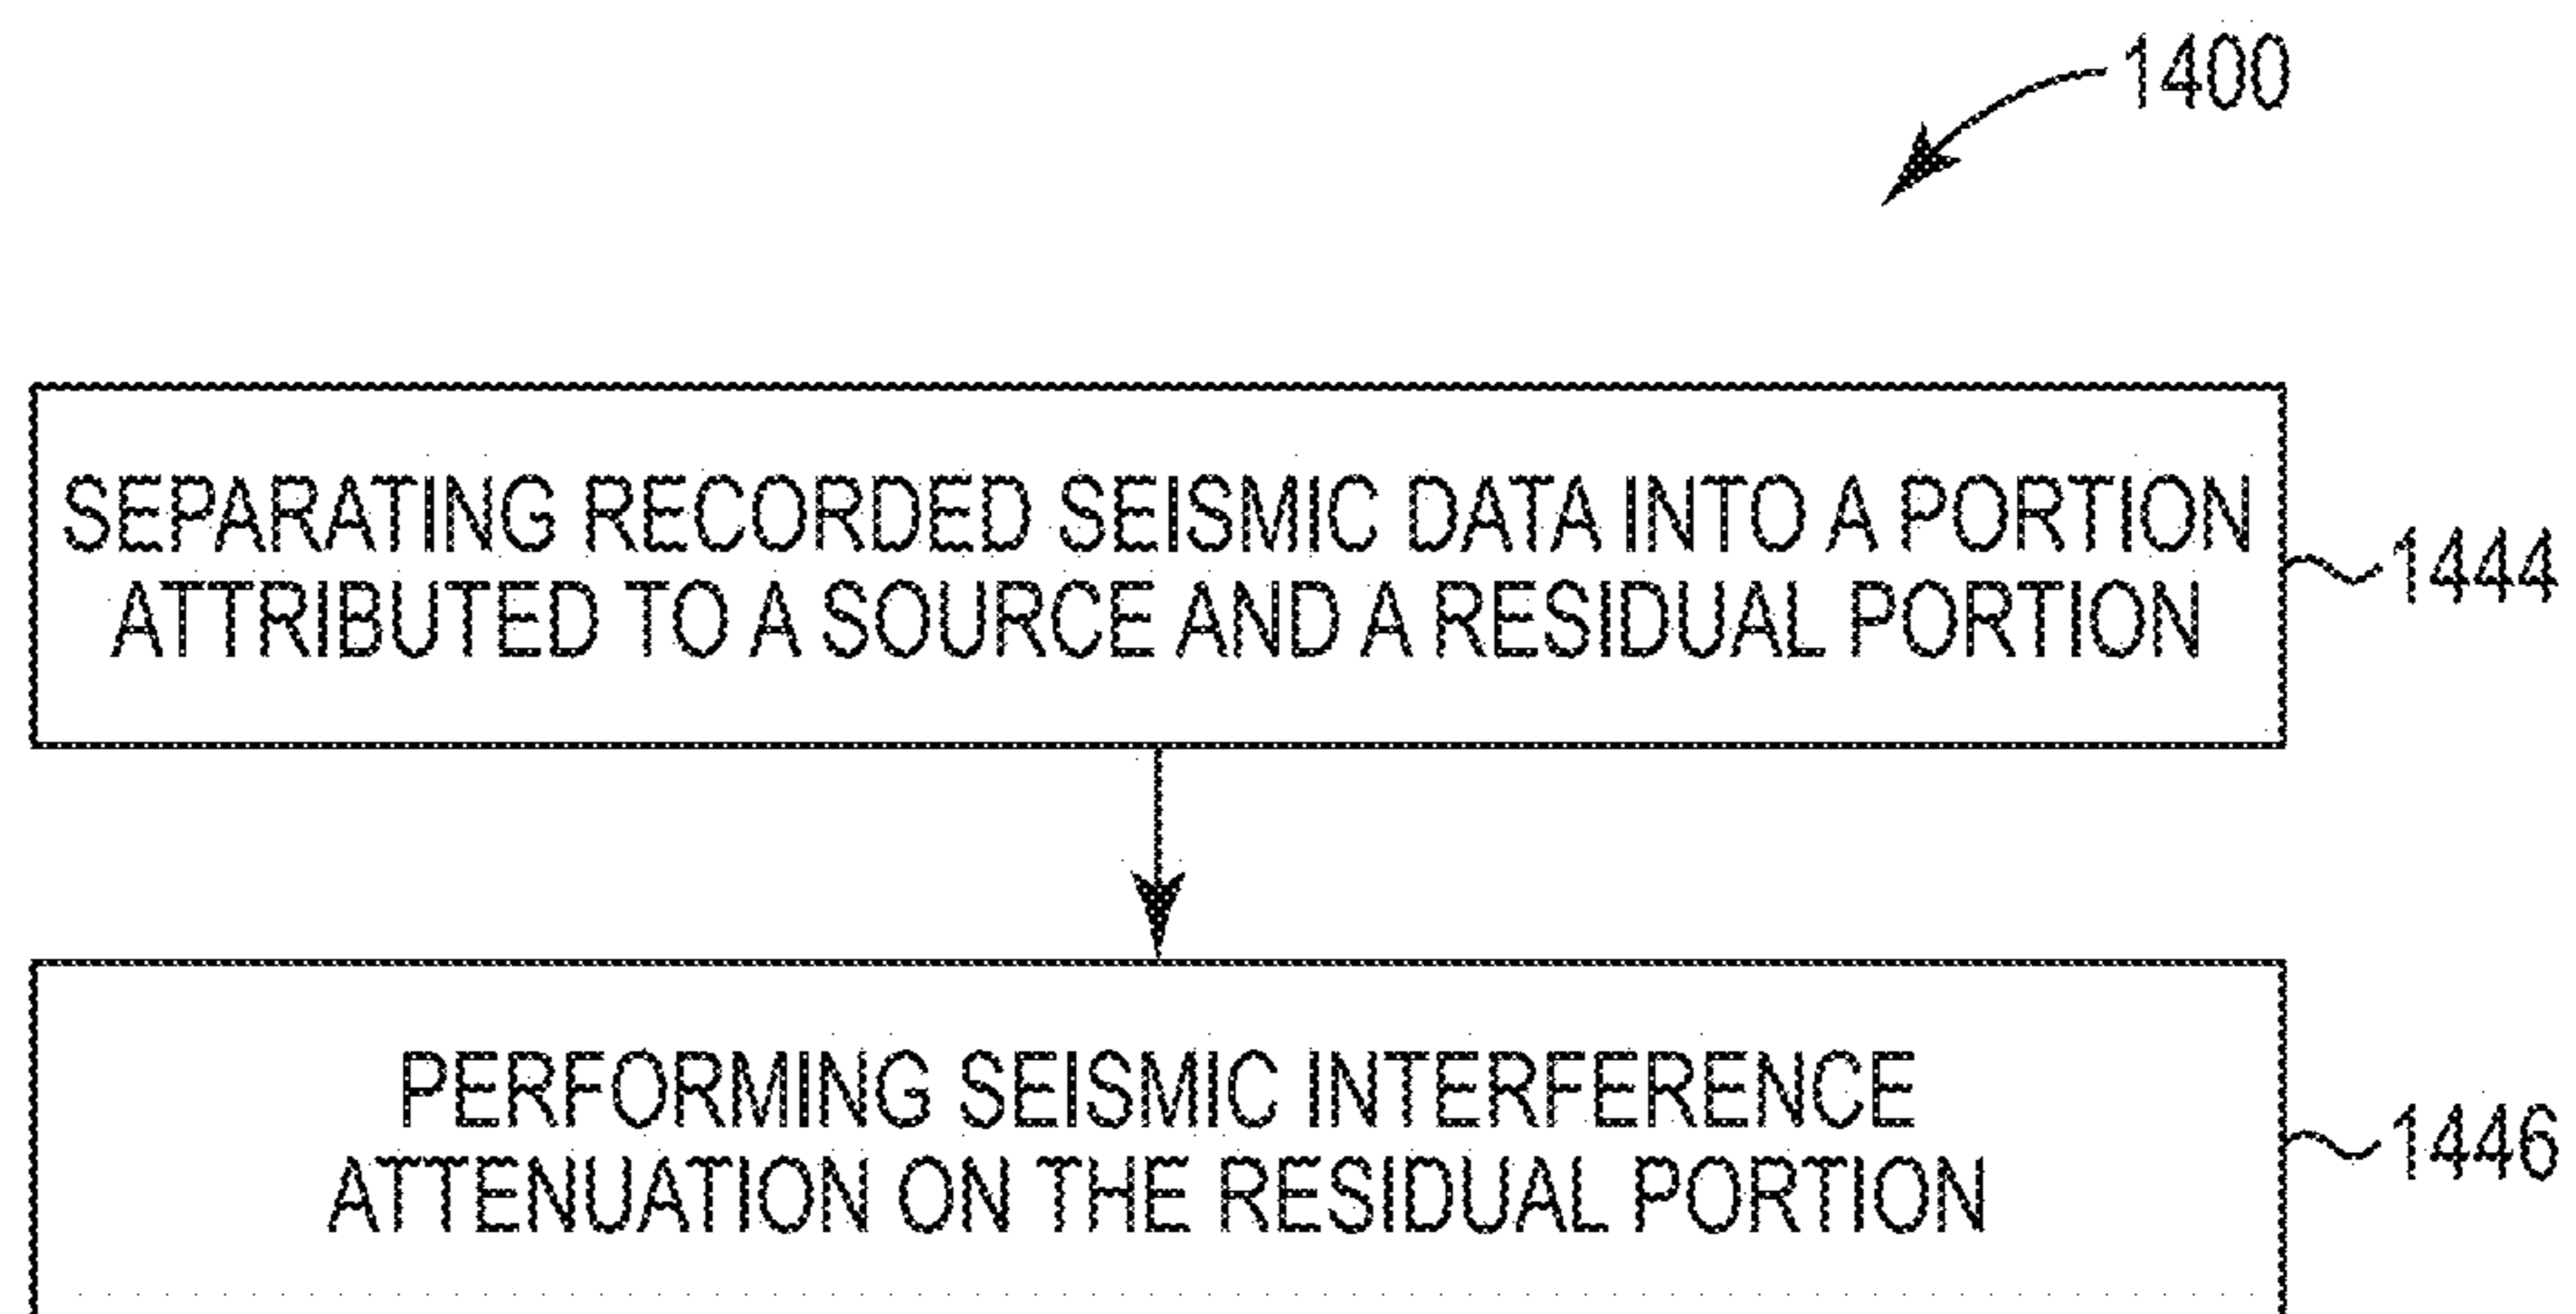 1400
SEPARATING RECORDED SEISMIC DATA INTO A PORTION
ATTRIBUTED TO A SOURCE AND A RESIDUAL PORTION
1444
PERFORMING SEISMIC INTERFERENCE
ATTENUATION ON THE RESIDUAL PORTION
1446